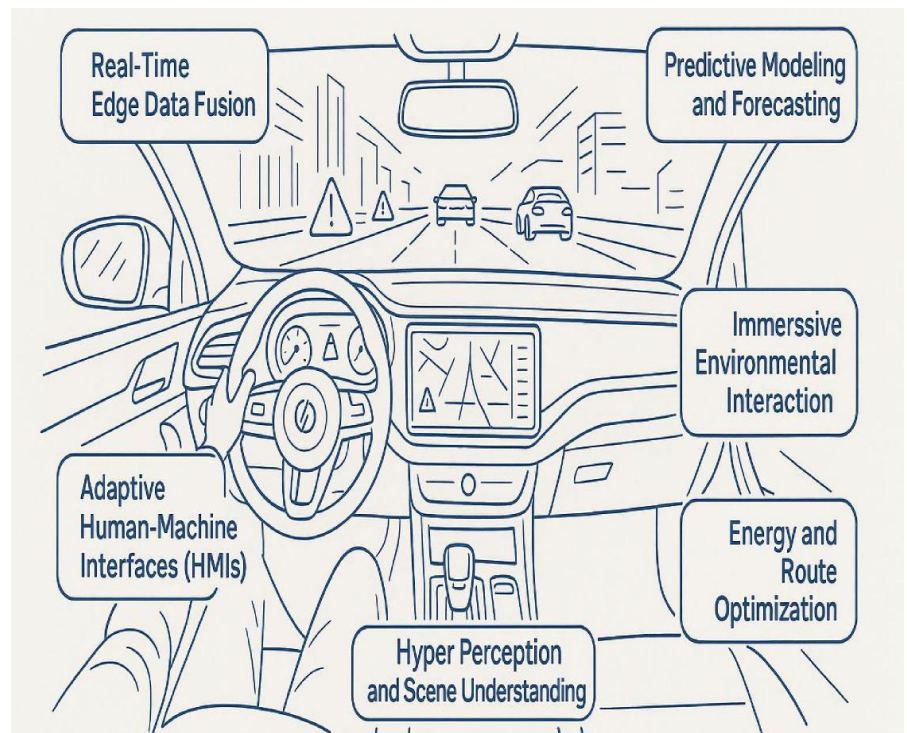 Real-Time
Edge Data Fusion
Predictive Modeling
and Forecasting
Immerssive
Environmental
Interaction
Adaptive
Human-Machine
Interfaces (HMIs)
Energy and
Route
Optimization
Hyper Perception
and Scene Understanding